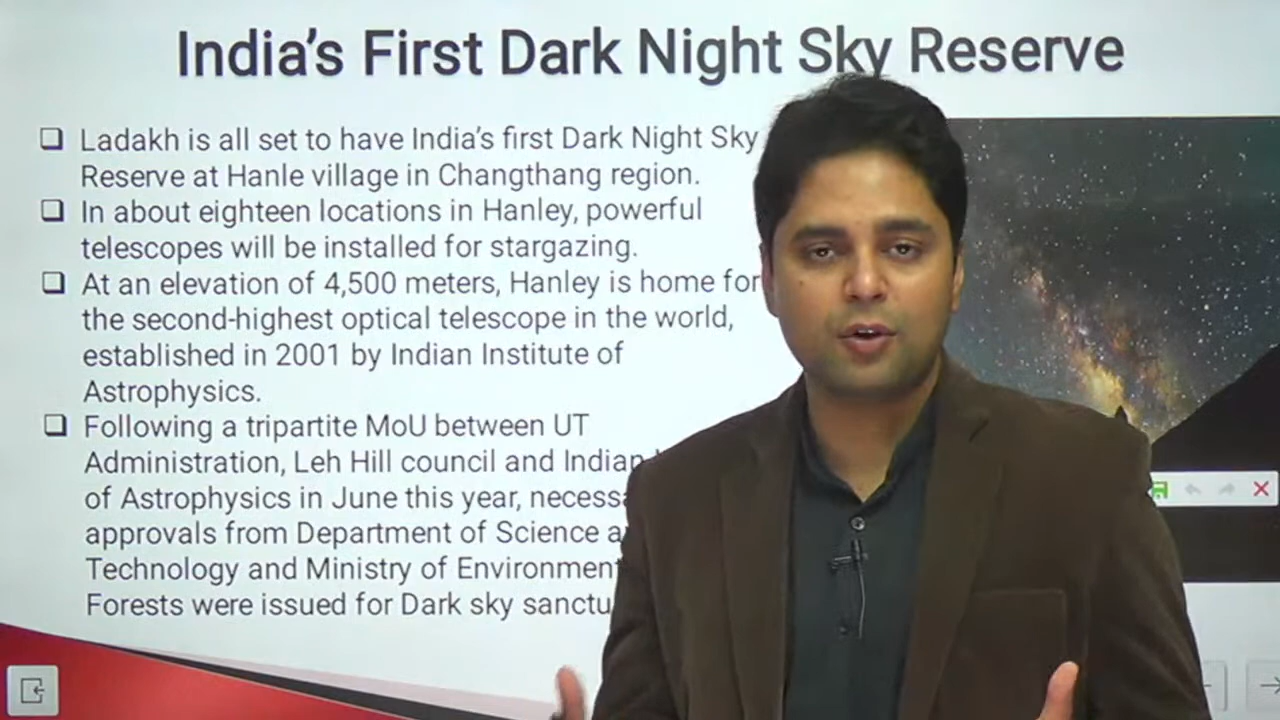 India's First Dark Night Sky Reserve
Ladakh is all set to have India's first Dark Night Sky
Reserve at Hanle village in Changthang region.
In about eighteen locations in Hanley, powerful
telescopes will be installed for stargazing.
At an elevation of 4,500 meters, Hanley is home for
the second-highest optical telescope in the world,
established in 2001 by Indian Institute of
Astrophysics.
Following a tripartite MoU between UT
Administration, Leh Hill council and Indian
of Astrophysics in June this year,
approvals from Department of Science
Technology and Ministry of Environment
Forests were issued for Dark sky